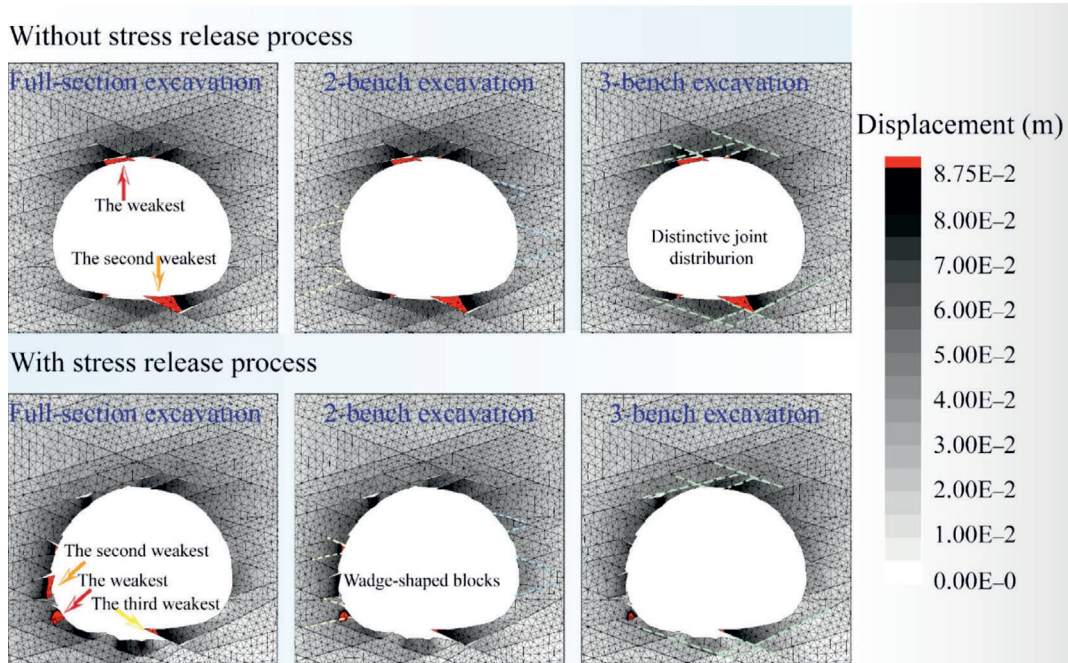 Without stress release process
Full-section excavation
2-bench excavation
3-bench excavation
The weakest
The second weakest
Distinctive joint
distriburion
With stress release process
Full-section excavation
2-bench excavation
3-bench excavation
The second weakest
The weakest
The third weakest
Wadge-shaped blocks
Displacement (m)
8.75E–2
8.00E–2
7.00E–2
6.00E–2
5.00E–2
4.00E–2
3.00E–2
2.00E–2
1.00E–2
0.00E–0